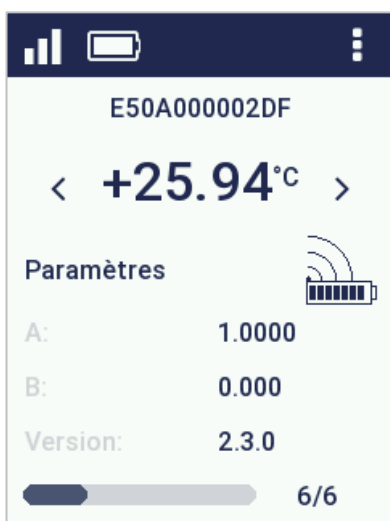 E50A000002DF
< +25.94°C >
Paramètres
A: 1.0000
B: 0.000
Version: 2.3.0
6/6